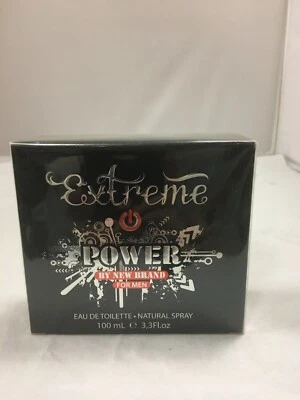 Extreme
POWER
BY NEW BRAND
FOR MEN
EAU DE TOILETTE • NATURAL SPRAY
100 mL ℮ 3,3Fl.oz